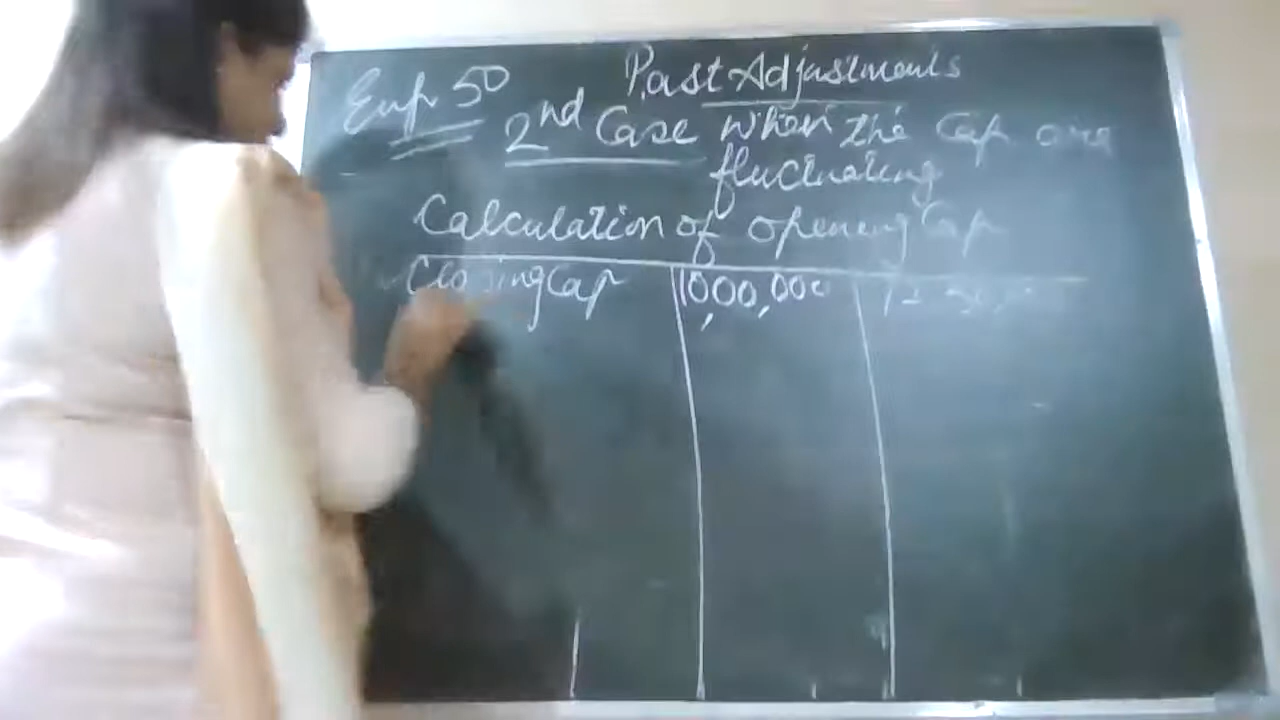 Past Adjustments
Exp 50
2nd Case when the Cap are
fluctuating
Calculation of opening Cap
Closing Cap 1000,000